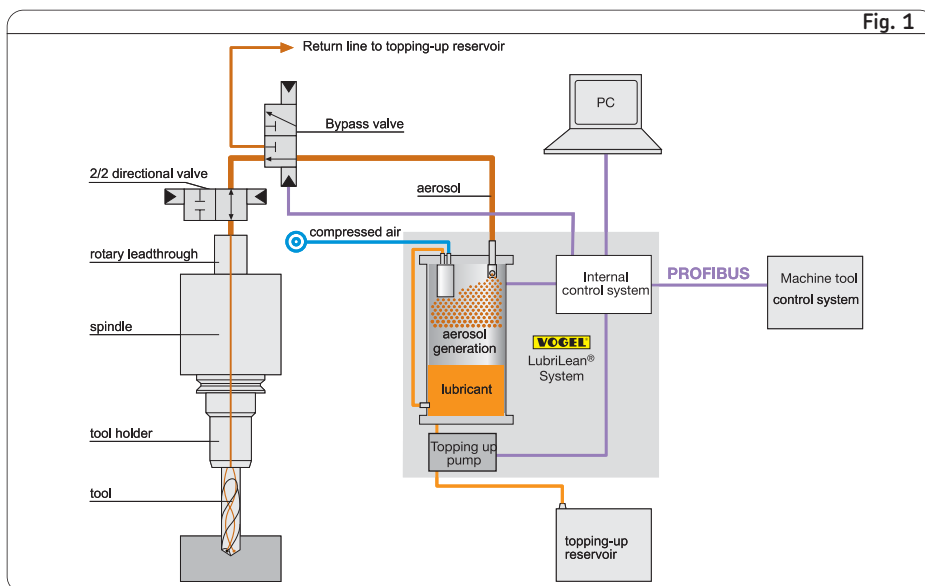 Fig. 1
Return line to topping-up reservoir
PC
Bypass valve
2/2 directional valve
aerosol
compressed air
rotary leadthrough
Internal
control system
PROFIBUS
Machine tool
control system
spindle
aerosol
generation
VOGEL
LubriLean®
System
lubricant
tool holder
Topping up
pump
tool
topping-up
reservoir